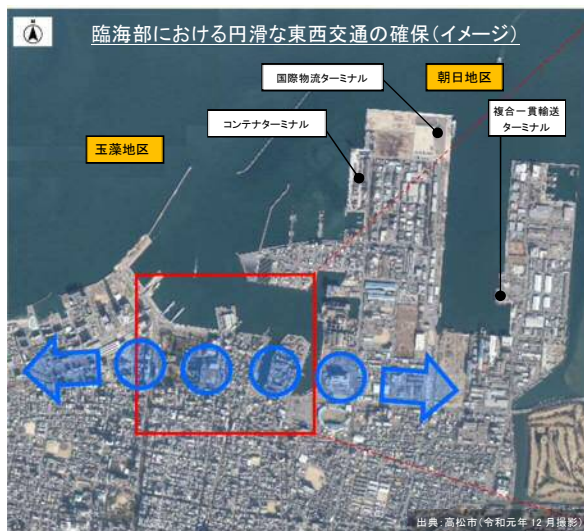 臨海部における円滑な東西交通の確保(イメージ)
国際物流ターミナル
朝日地区
コンテナターミナル
複合一貫輸送
ターミナル
玉藻地区
出典：高松市(令和元年12月撮影)